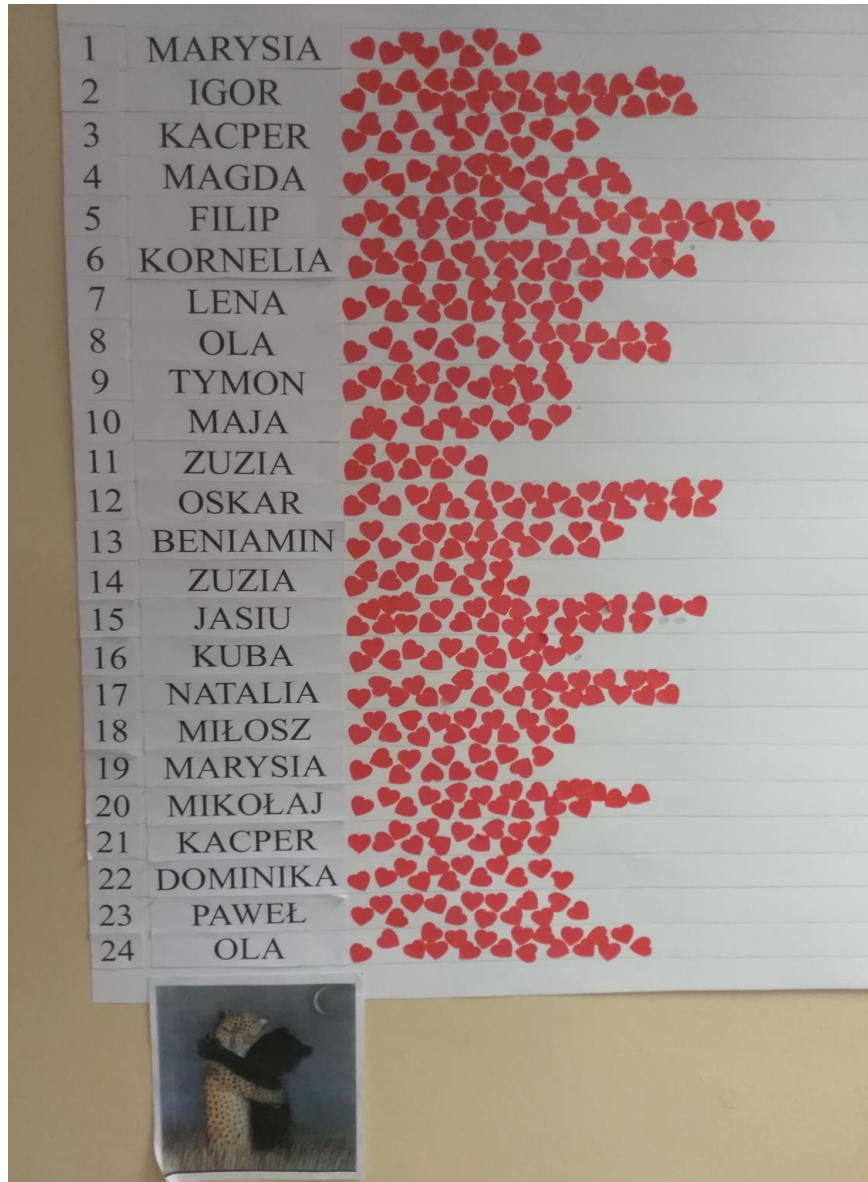 1 MARYSIA
2 IGOR
3 KACPER
4 MAGDA
5 FILIP
6 KORNELIA
7 LENA
8 OLA
9 TYMON
10 MAJA
11 ZUZIA
12 OSKAR
13 BENIAMIN
14 ZUZIA
15 JASIU
16 KUBA
17 NATALIA
18 MIŁOSZ
19 MARYSIA
20 MIKOŁAJ
21 KACPER
22 DOMINIKA
23 PAWEŁ
24 OLA